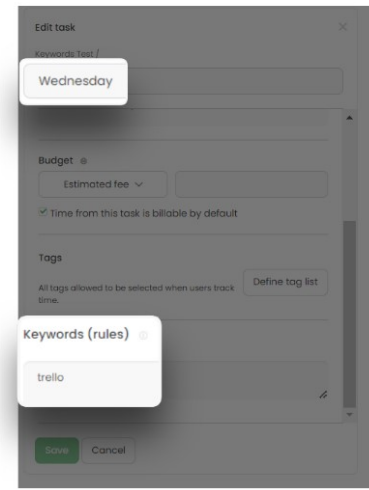 Edit task
Keywords Test /
Wednesday
Budget
Estimated fee
Time from this task is billable by default
Tags
All tags allowed to be selected when users track
time.
Define tag list
Keywords (rules)
trello
Save
Cancel